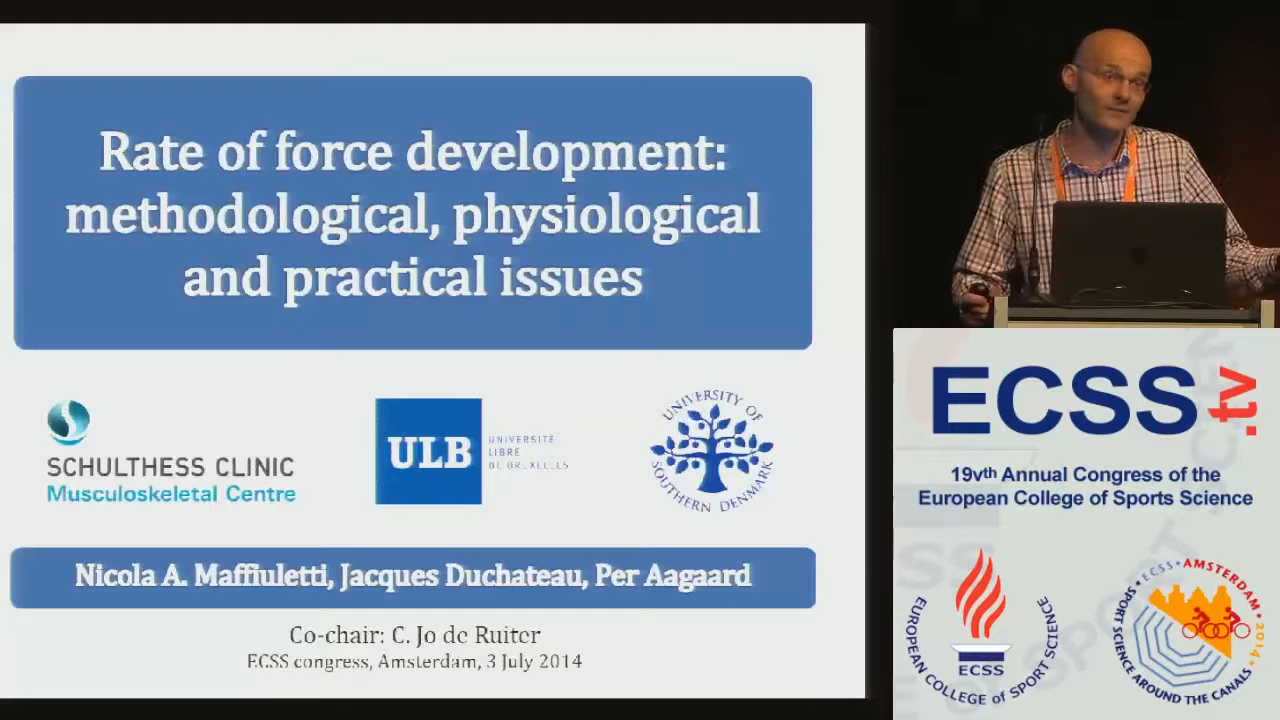 Rate of force development:
methodological, physiological
and practical issues
SCHULTHESS CLINIC
Musculoskeletal Centre
ULB
UNIVERSITÉ
LIBRE
DE BRUXELLES
UNIVERSITY OF
SOUTHERN DENMARK
Nicola A. Maffiuletti, Jacques Duchateau, Per Aagaard
Co-chair: C. Jo de Ruiter
ECSS congress, Amsterdam, 3 July 2014
ECSS.tv
19vth Annual Congress of the
European College of Sports Science
EUROPEAN COLLEGE OF SPORT SCIENCE
ECSS
ECSS • AMSTERDAM 2014
SPORT SCIENCE AROUND THE CANALS